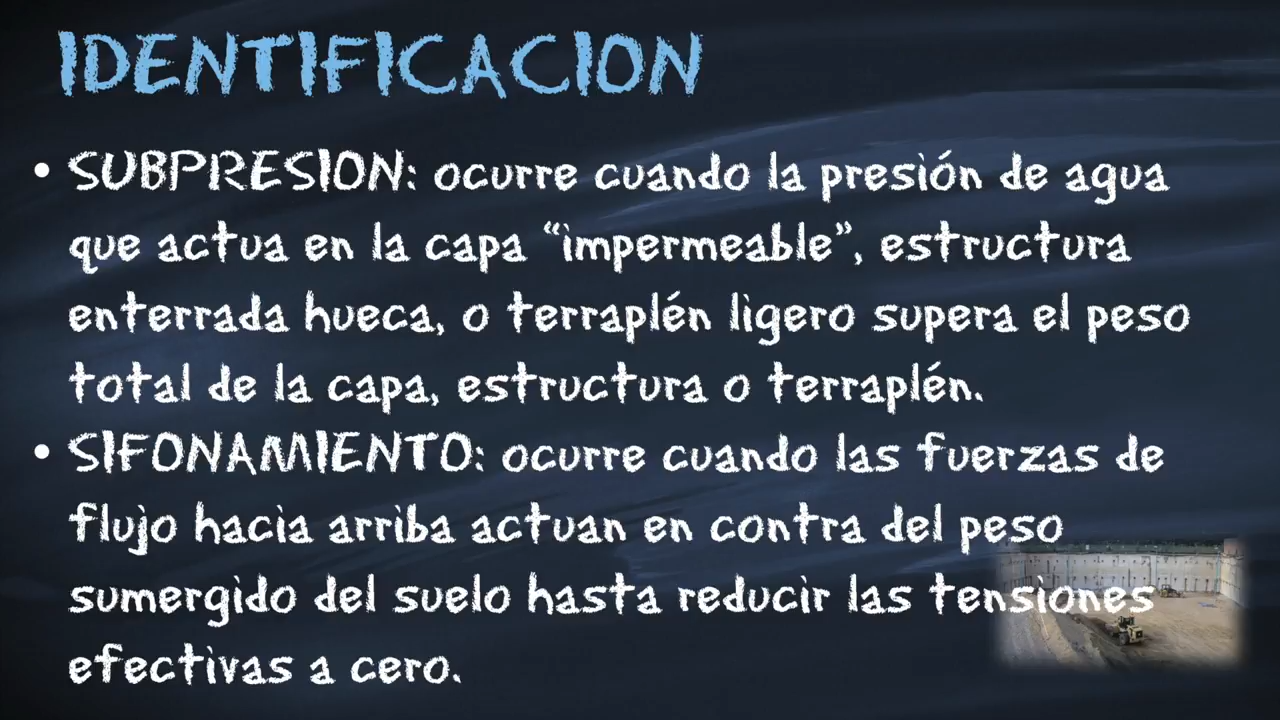 IDENTIFICACION
• SUBPRESION: ocurre cuando la presión de agua
que actua en la capa “impermeable”, estructura
enterrada hueca, o terraplén ligero supera el peso
total de la capa, estructura o terraplén.
• SIFONAMIENTO: ocurre cuando las fuerzas de
flujo hacia arriba actuan en contra del peso
sumergido del suelo hasta reducir las tensiones
efectivas a cero.